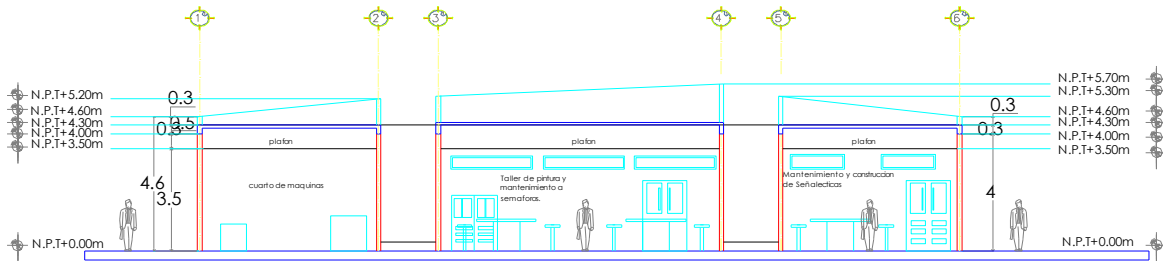 1 e
2 e
3 e
4 e
5 e
6 e
N.P.T+5.20m
N.P.T+4.60m
N.P.T+4.30m
N.P.T+4.00m
N.P.T+3.50m
0.3
0.5
0.3
4.6
3.5
plafon
plafon
plafon
cuarto de maquinas
Taller de pintura y
mantenimiento a
semaforos.
Mantenimiento y construccion
de Señalecticas
0.3
0.3
4
N.P.T+5.70m
N.P.T+5.30m
N.P.T+4.60m
N.P.T+4.30m
N.P.T+4.00m
N.P.T+3.50m
N.P.T+0.00m
N.P.T+0.00m